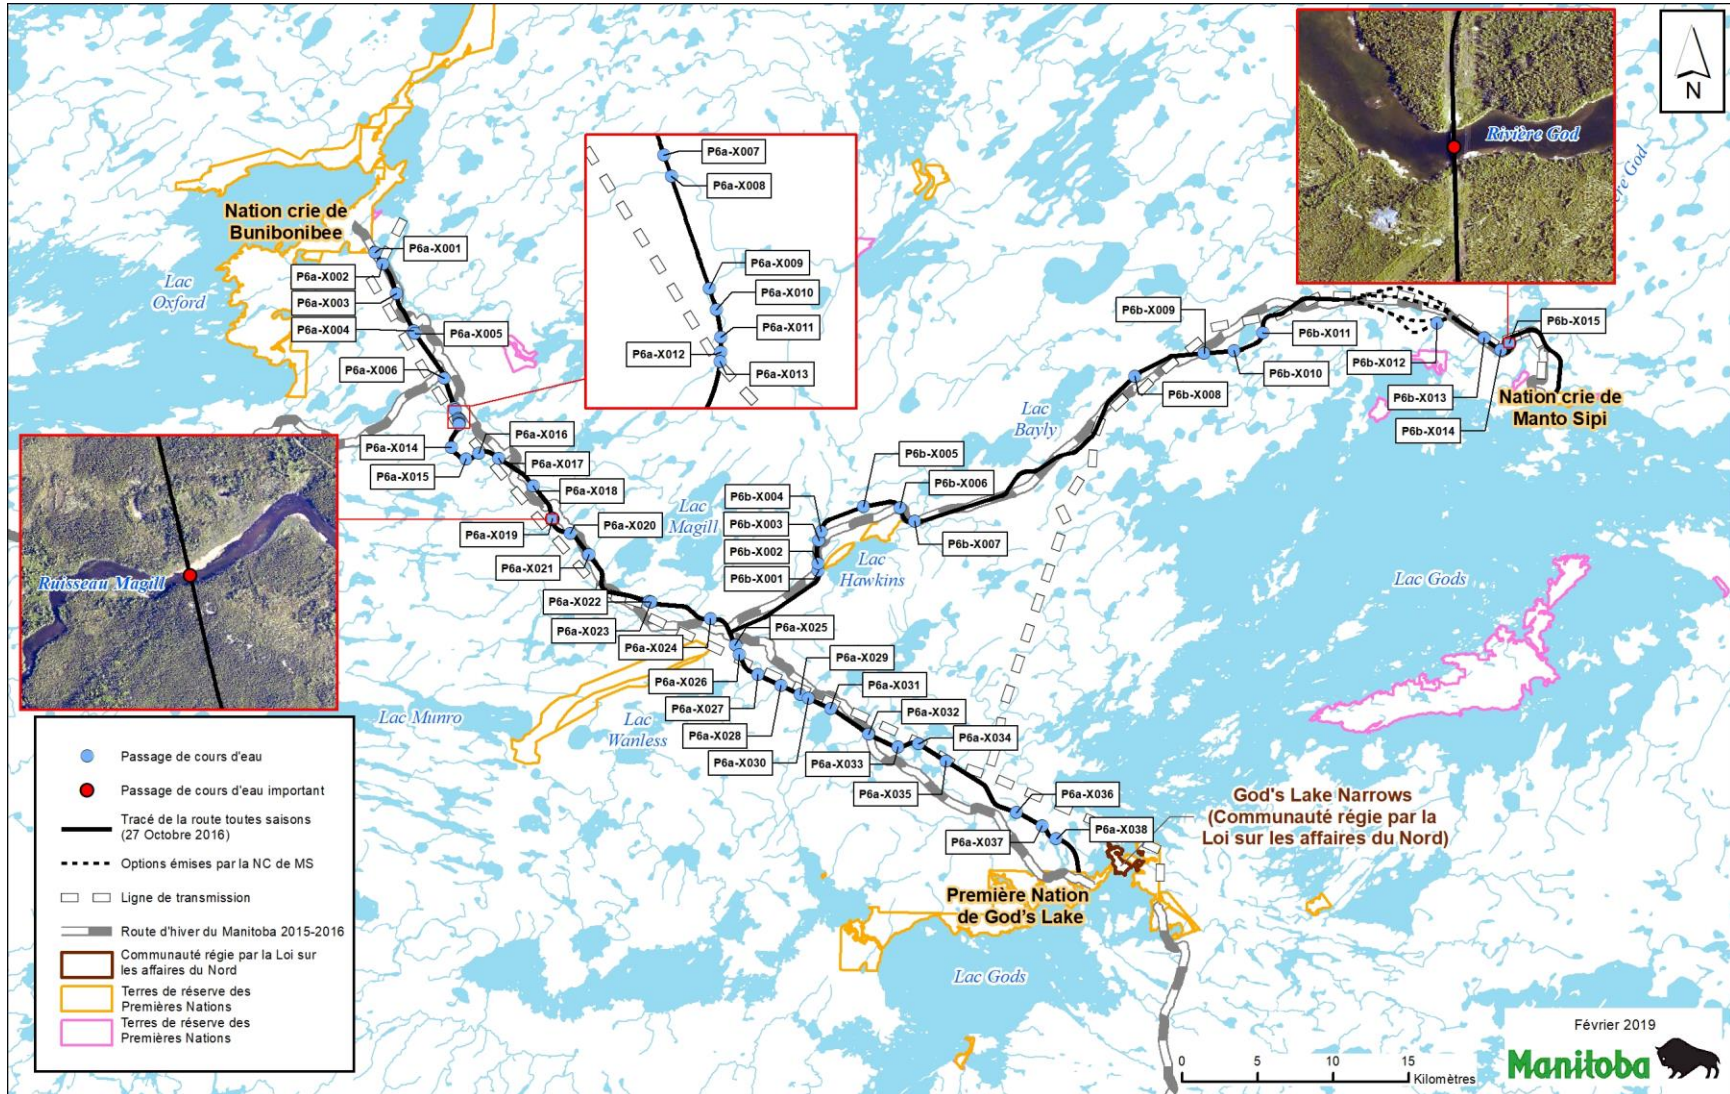 Rivière God
N
ère God
P6a-X007
P6a-X008
P6a-X009
P6a-X010
P6a-X011
P6a-X012
P6a-X013
Nation crie de
Bunibonibee
Lac
Oxford
P6a-X001
P6a-X002
P6a-X003
P6a-X004
P6a-X005
P6a-X006
P6a-X014
P6a-X015
P6a-X016
P6a-X017
P6a-X018
P6a-X019
P6a-X020
P6a-X021
P6a-X022
P6a-X023
P6a-X024
P6a-X025
P6a-X026
P6a-X027
P6a-X028
P6a-X029
P6a-X030
P6a-X031
P6a-X032
P6a-X033
P6a-X034
P6a-X035
P6a-X036
P6a-X037
P6a-X038
P6b-X001
P6b-X002
P6b-X003
P6b-X004
P6b-X005
P6b-X006
P6b-X007
P6b-X008
P6b-X009
P6b-X010
P6b-X011
P6b-X012
P6b-X013
P6b-X014
P6b-X015
Nation crie de
Manto Sipi
Lac
Bayly
Lac
Magill
Lac
Hawkins
Lac Gods
Ruisseau Magill
Lac Munro
Lac
Wanless
God's Lake Narrows
(Communauté régie par la
Loi sur les affaires du Nord)
Première Nation
de God's Lake
Lac Gods
Passage de cours d'eau
Passage de cours d'eau important
Tracé de la route toutes saisons
(27 Octobre 2016)
Options émises par la NC de MS
Ligne de transmission
Route d'hiver du Manitoba 2015-2016
Communauté régie par la Loi sur
les affaires du Nord
Terres de réserve des
Premières Nations
Terres de réserve des
Premières Nations
Février 2019
Manitoba
0 5 10 15
Kilomètres